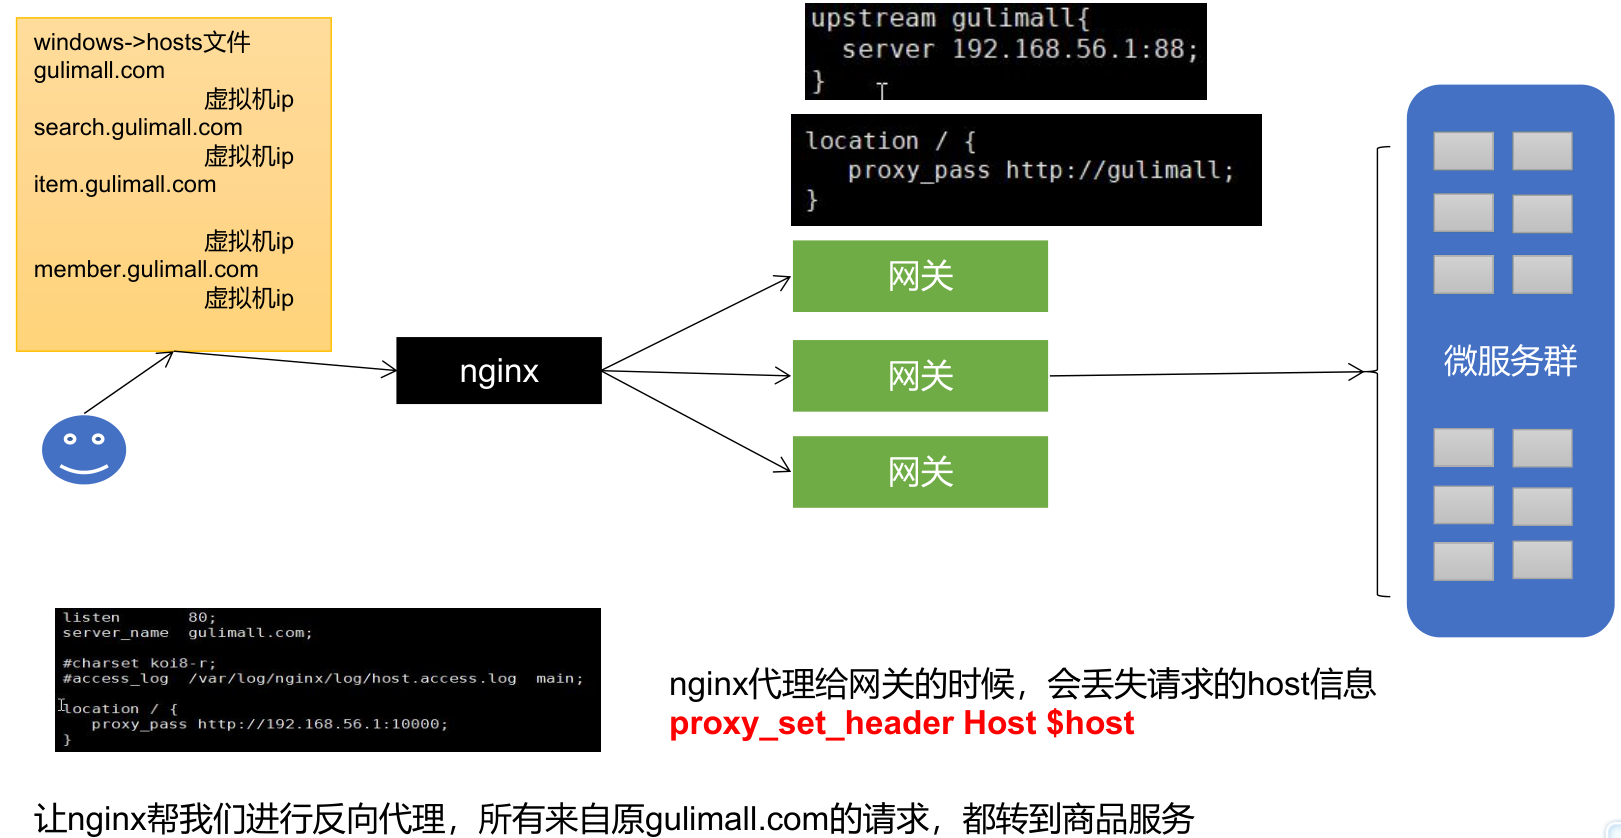 windows->hosts文件
gulimall.com
虚拟机ip
search.gulimall.com
虚拟机ip
item.gulimall.com
虚拟机ip
member.gulimall.com
虚拟机ip
upstream gulimall{
server 192.168.56.1:88;
}
location / {
proxy_pass http://gulimall;
}
nginx
网关
网关
网关
微服务群
listen 80;
server_name gulimall.com;
#charset koi8-r;
#access_log /var/log/nginx/log/host.access.log main;
location / {
proxy_pass http://192.168.56.1:10000;
}
nginx代理给网关的时候，会丢失请求的host信息
proxy_set_header Host $host
让nginx帮我们进行反向代理，所有来自原gulimall.com的请求，都转到商品服务